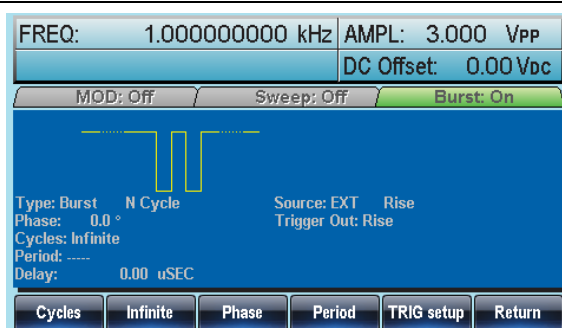 FREQ: 1.000000000 kHz AMPL: 3.000 VPP
DC Offset: 0.00 VDC
MOD: Off Sweep: Off Burst: On
Type: Burst N Cycle Source: EXT Rise
Phase: 0.0 ° Trigger Out: Rise
Cycles: Infinite
Period: -----
Delay: 0.00 uSEC
Cycles Infinite Phase Period TRIG setup Return